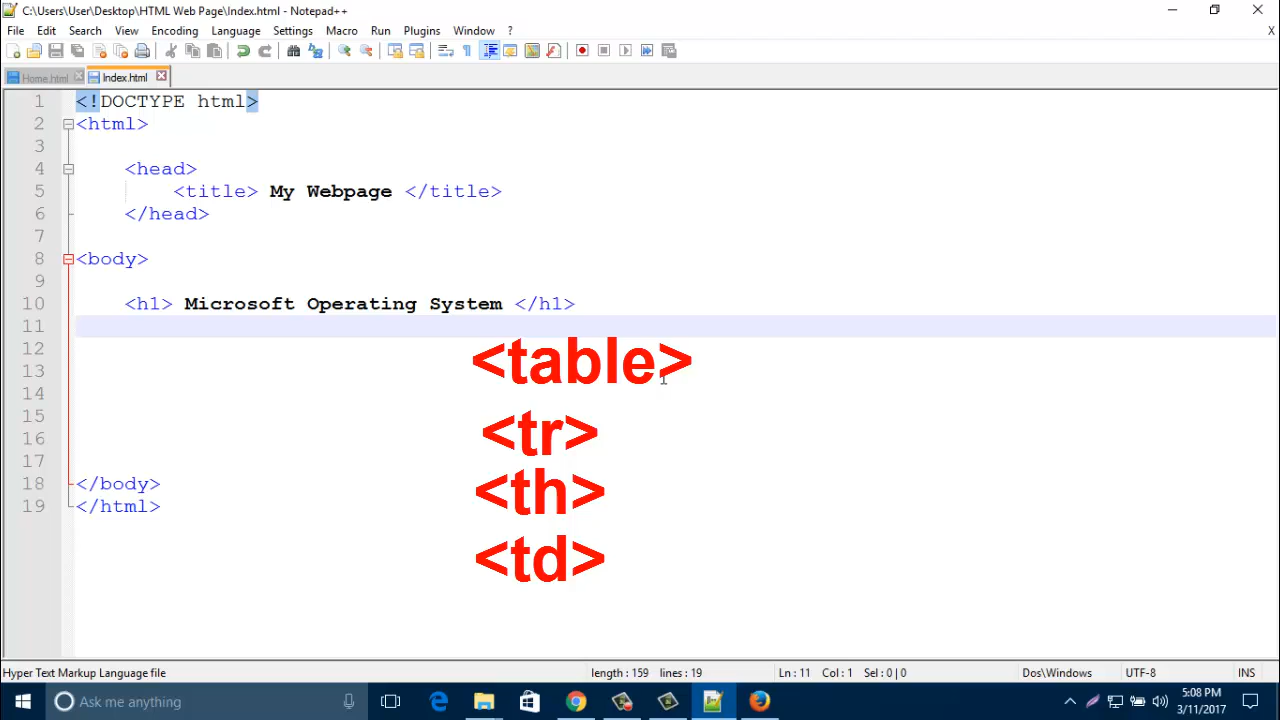 C:\Users\User\Desktop\HTML Web Page\Index.html - Notepad++
File Edit Search View Encoding Language Settings Macro Run Plugins Window ? X
Home.html Index.html
1 <!DOCTYPE html>
2 <html>
3
4 <head>
5 <title> My Webpage </title>
6 </head>
7
8 <body>
9
10 <h1> Microsoft Operating System </h1>
11
12 <table>
13
14
15 <tr>
16
17 <th>
18 </body>
19 </html>
<td>
Hyper Text Markup Language file length : 159 lines : 19 Ln : 11 Col : 1 Sel : 0 | 0 Dos\Windows UTF-8 INS
Ask me anything 5:08 PM
3/11/2017